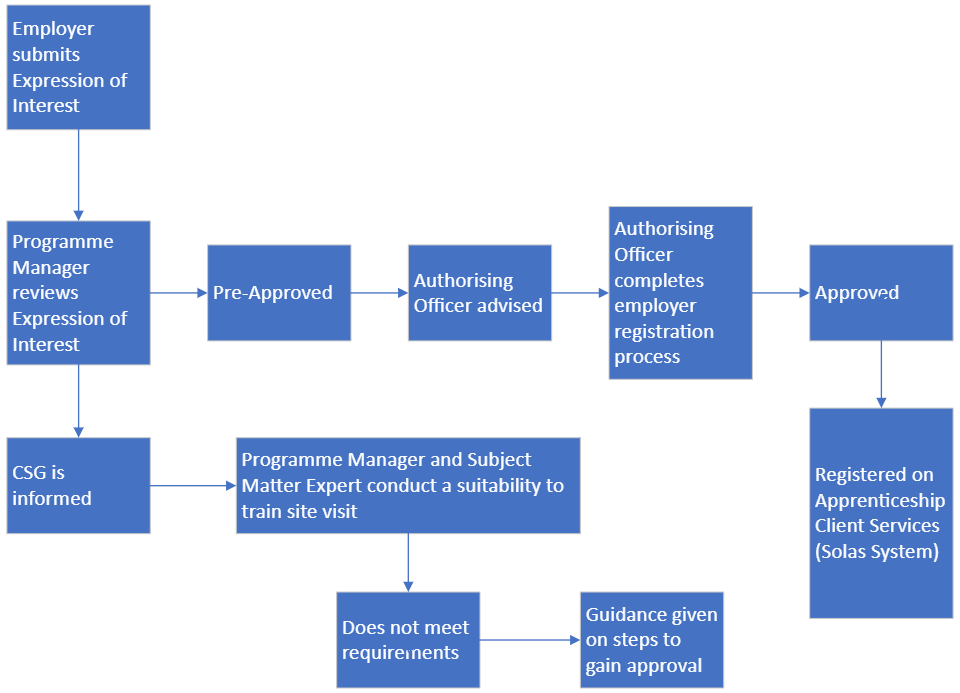 Employer
submits
Expression of
Interest
Programme
Manager
reviews
Expression of
Interest
Pre-Approved
Authorising
Officer advised
Authorising
Officer
completes
employer
registration
process
Approved
CSG is
informed
Programme Manager and Subject
Matter Expert conduct a suitability to
train site visit
Registered on
Apprenticeship
Client Services
(Solas System)
Does not meet
requirements
Guidance given
on steps to
gain approval